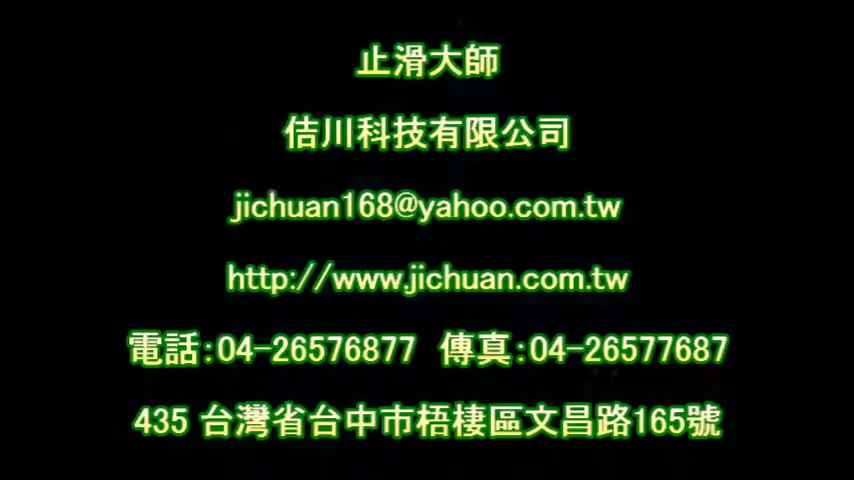 止滑大師
佶川科技有限公司
jichuan168@yahoo.com.tw
http://www.jichuan.com.tw
電話:04-26576877 傳真:04-26577687
435 台灣省台中市梧棲區文昌路165號